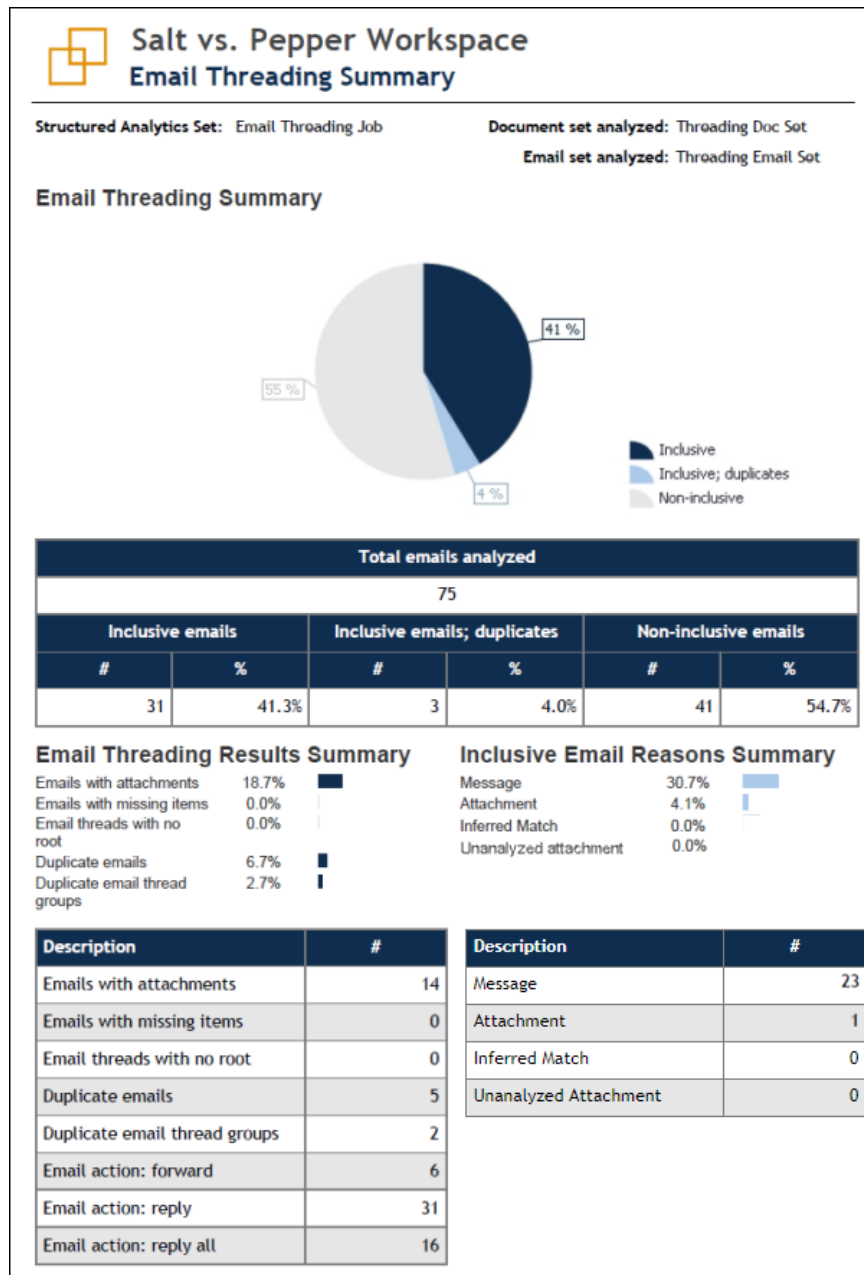 Salt vs. Pepper Workspace
Email Threading Summary
Structured Analytics Set: Email Threading Job
Document set analyzed: Threading Doc Set
Email set analyzed: Threading Email Set
Email Threading Summary
41 %
55 %
4 %
Inclusive
Inclusive; duplicates
Non-inclusive
Total emails analyzed
75
Inclusive emails Inclusive emails; duplicates Non-inclusive emails
# % # % # %
31 41.3% 3 4.0% 41 54.7%
Email Threading Results Summary
Emails with attachments 18.7%
Emails with missing items 0.0%
Email threads with no 0.0%
root
Duplicate emails 6.7%
Duplicate email thread 2.7%
groups
Inclusive Email Reasons Summary
Message 30.7%
Attachment 4.1%
Inferred Match 0.0%
Unanalyzed attachment 0.0%
Description #
Emails with attachments 14
Emails with missing items 0
Email threads with no root 0
Duplicate emails 5
Duplicate email thread groups 2
Email action: forward 6
Email action: reply 31
Email action: reply all 16
Description #
Message 23
Attachment 1
Inferred Match 0
Unanalyzed Attachment 0